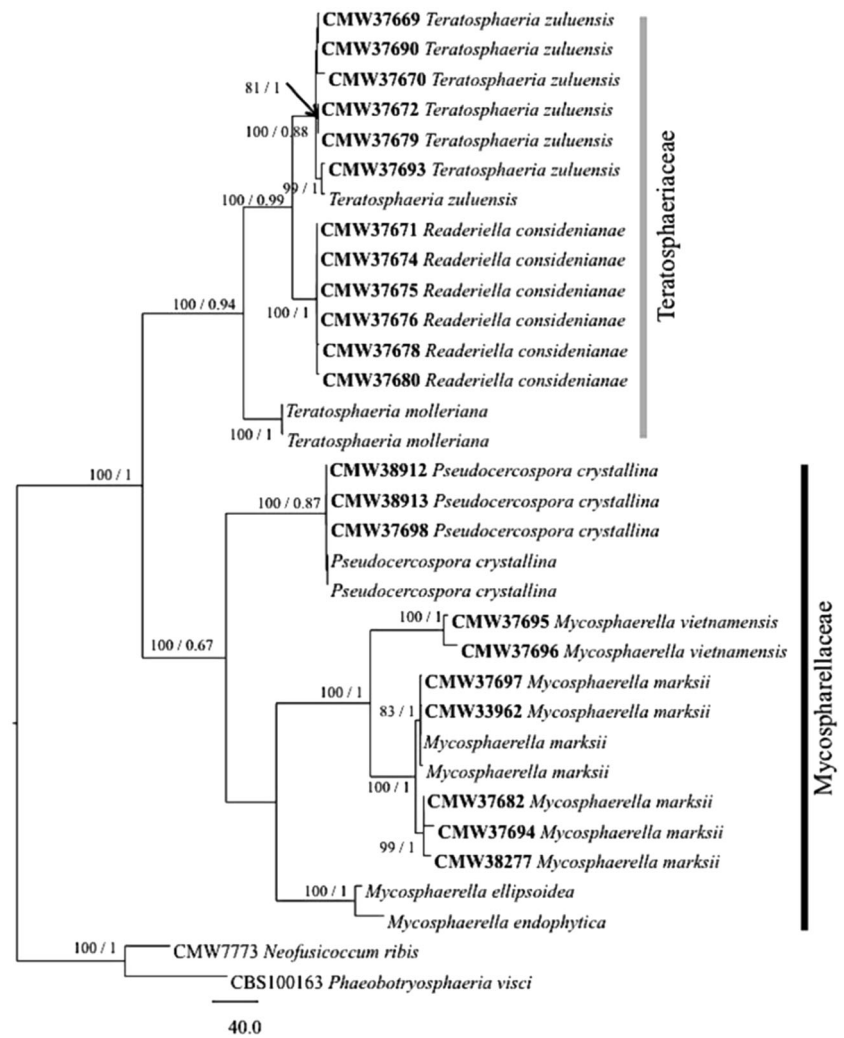 CMW37669 Teratosphaeria zuluensis
CMW37690 Teratosphaeria zuluensis
CMW37670 Teratosphaeria zuluensis
81 / 1
CMW37672 Teratosphaeria zuluensis
100 / 0.88
CMW37679 Teratosphaeria zuluensis
CMW37693 Teratosphaeria zuluensis
99 / 1
Teratosphaeria zuluensis
100 / 0.99
CMW37671 Readeriella considenianae
CMW37674 Readeriella considenianae
CMW37675 Readeriella considenianae
100 / 0.94
100 / 1
CMW37676 Readeriella considenianae
CMW37678 Readeriella considenianae
CMW37680 Readeriella considenianae
Teratosphaeria molleriana
100 / 1
Teratosphaeria molleriana
Teratosphaeriaceae
CMW38912 Pseudocercospora crystallina
100 / 1
CMW38913 Pseudocercospora crystallina
100 / 0.87
CMW37698 Pseudocercospora crystallina
Pseudocercospora crystallina
Pseudocercospora crystallina
100 / 1
CMW37695 Mycosphaerella vietnamensis
100 / 0.67
CMW37696 Mycosphaerella vietnamensis
CMW37697 Mycosphaerella marksii
100 / 1
83 / 1
CMW33962 Mycosphaerella marksii
Mycosphaerella marksii
Mycosphaerella marksii
100 / 1
CMW37682 Mycosphaerella marksii
CMW37694 Mycosphaerella marksii
99 / 1
CMW38277 Mycosphaerella marksii
100 / 1
Mycosphaerella ellipsoidea
Mycosphaerella endophytica
Mycospharellaceae
100 / 1
CMW7773 Neofusicoccum ribis
CBS100163 Phaeobotryosphaeria visci
40.0